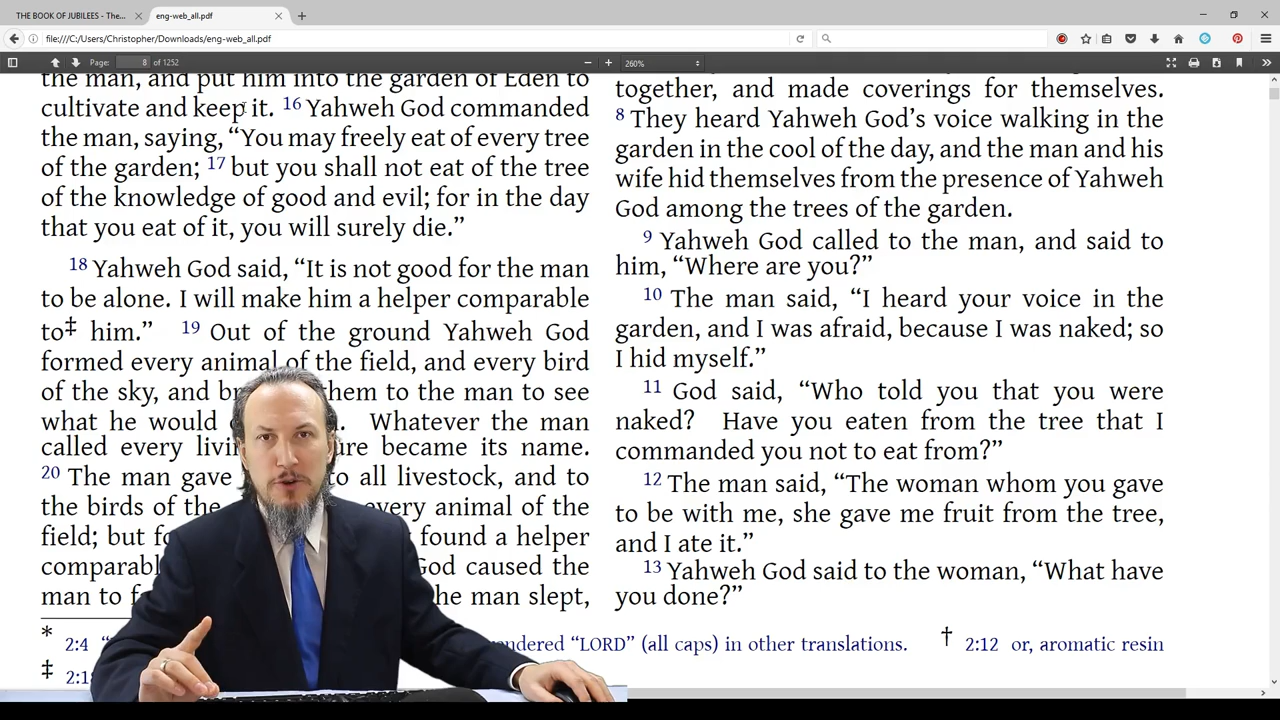 THE BOOK OF JUBILEES - The...
eng-web_all.pdf
file:///C:/Users/Christopher/Downloads/eng-web_all.pdf
Page: 8 of 1252
260%
the man, and put him into the garden of Eden to
cultivate and keep it. 16 Yahweh God commanded
the man, saying, “You may freely eat of every tree
of the garden; 17 but you shall not eat of the tree
of the knowledge of good and evil; for in the day
that you eat of it, you will surely die.”
18 Yahweh God said, “It is not good for the man
to be alone. I will make him a helper comparable
to‡ him.” 19 Out of the ground Yahweh God
formed every animal of the field, and every bird
of the sky, and them to the man to see
what he would Whatever the man
called every became its name.
20 The man gave to all livestock, and to
the birds of the every animal of the
field; but found a helper
God caused the
man to he man slept,
* 2:4 “LORD” (all caps) in other translations. † 2:12 or, aromatic resin
‡
together, and made coverings for themselves.
8 They heard Yahweh God’s voice walking in the
garden in the cool of the day, and the man and his
wife hid themselves from the presence of Yahweh
God among the trees of the garden.
9 Yahweh God called to the man, and said to
him, “Where are you?”
10 The man said, “I heard your voice in the
garden, and I was afraid, because I was naked; so
I hid myself.”
11 God said, “Who told you that you were
naked? Have you eaten from the tree that I
commanded you not to eat from?”
12 The man said, “The woman whom you gave
to be with me, she gave me fruit from the tree,
and I ate it.”
13 Yahweh God said to the woman, “What have
you done?”